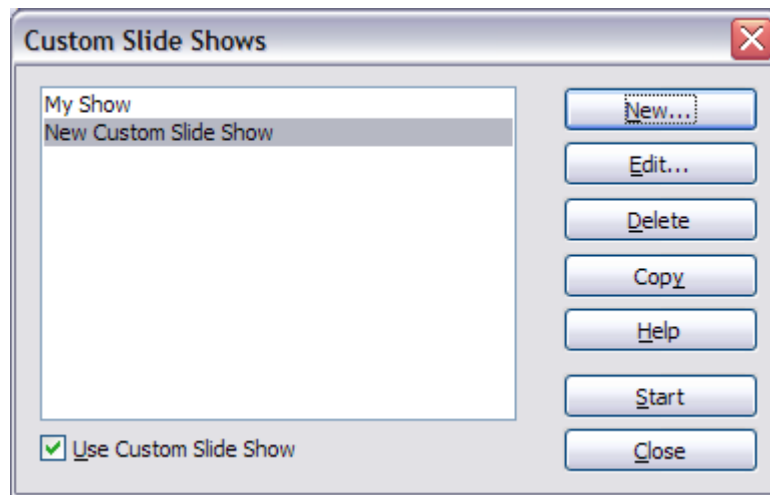 Custom Slide Shows
My Show
New Custom Slide Show
New...
Edit...
Delete
Copy
Help
Start
Close
Use Custom Slide Show